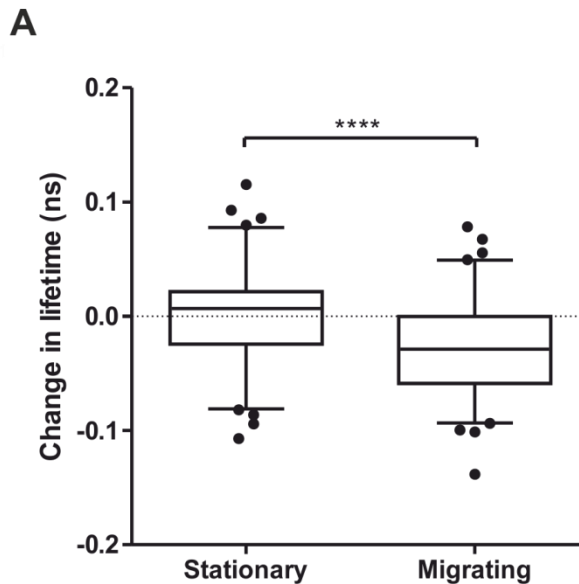 A
Change in lifetime (ns)
0.2
0.1
0.0
-0.1
-0.2
****
Stationary
Migrating